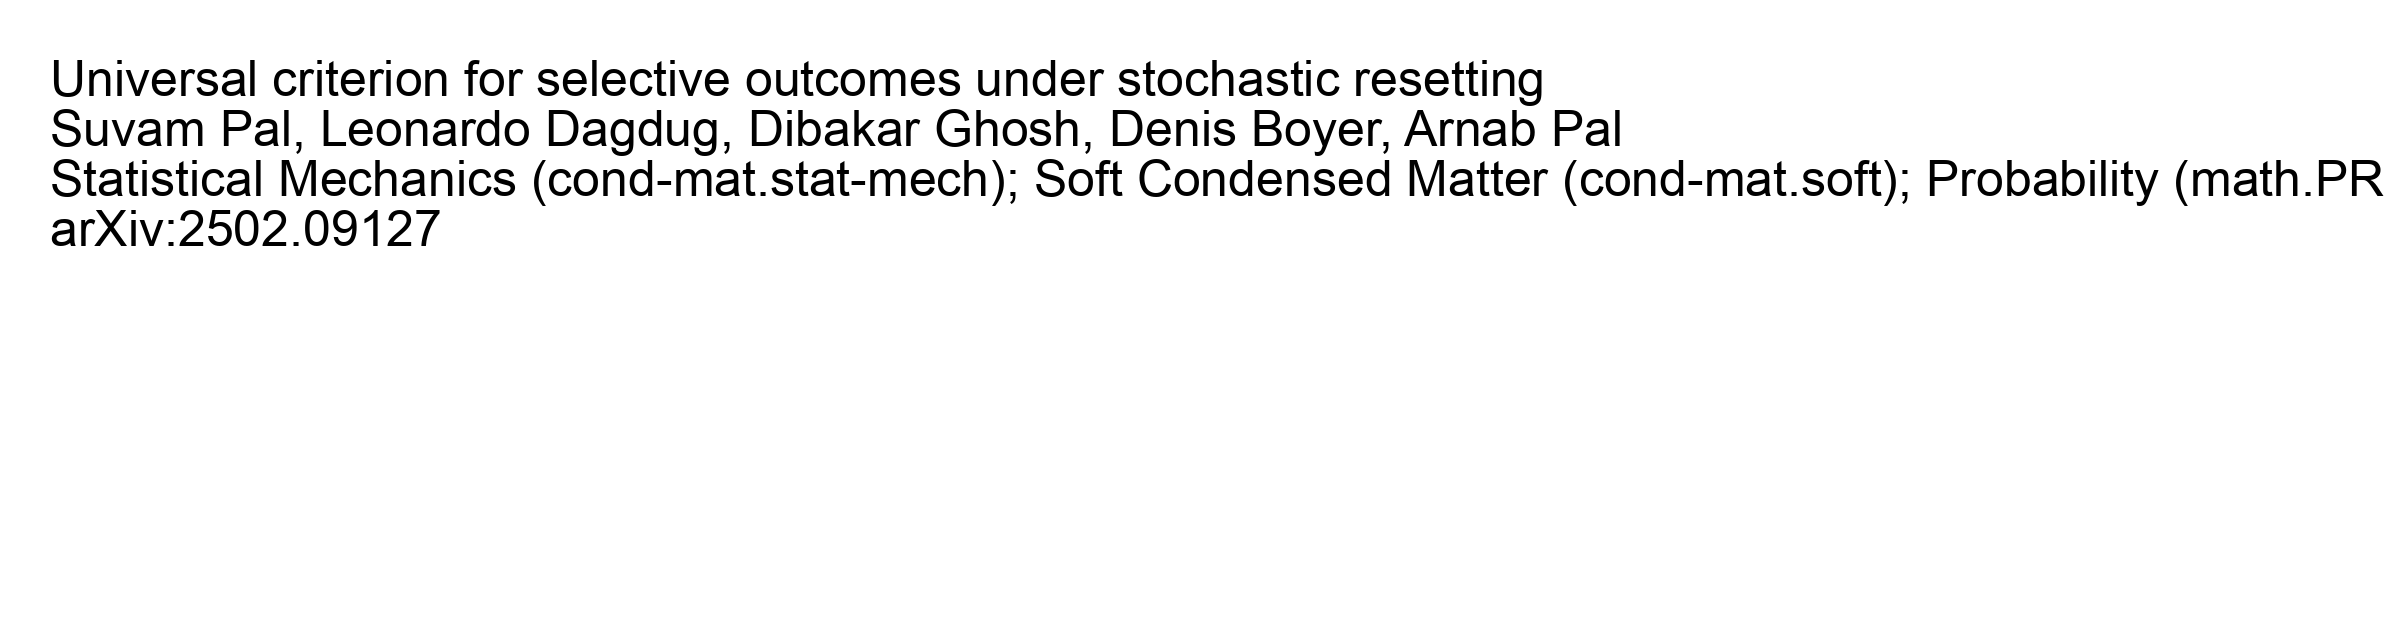 Universal criterion for selective outcomes under stochastic resetting
Suvam Pal, Leonardo Dagdug, Dibakar Ghosh, Denis Boyer, Arnab Pal
Statistical Mechanics (cond-mat.stat-mech); Soft Condensed Matter (cond-mat.soft); Probability (math.PR
arXiv:2502.09127